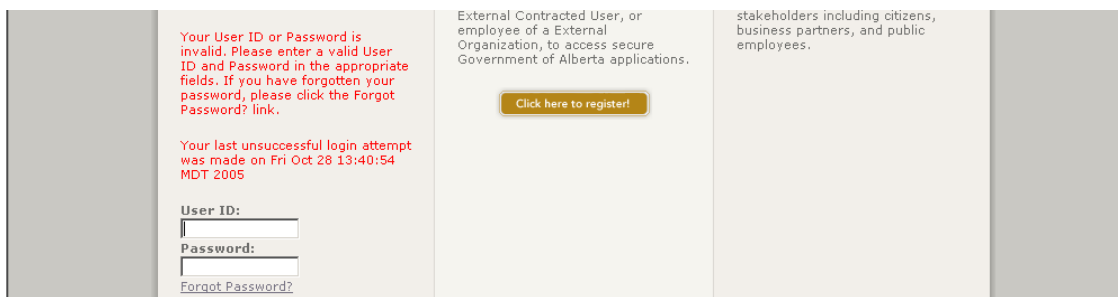 Your User ID or Password is
invalid. Please enter a valid User
ID and Password in the appropriate
fields. If you have forgotten your
password, please click the Forgot
Password? link.
Your last unsuccessful login attempt
was made on Fri Oct 28 13:40:54
MDT 2005
User ID:
Password:
Forgot Password?
External Contracted User, or
employee of a External
Organization, to access secure
Government of Alberta applications.
Click here to register!
stakeholders including citizens,
business partners, and public
employees.